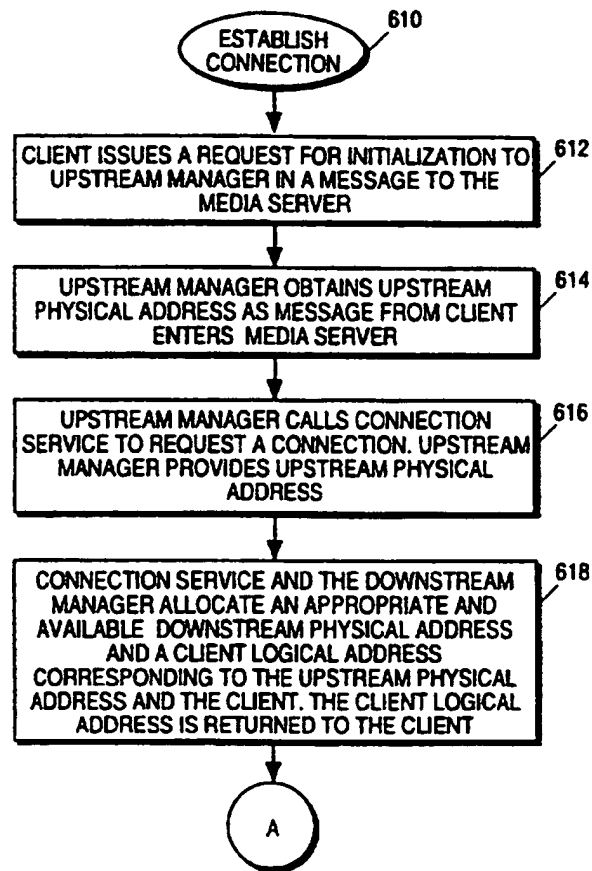 610
ESTABLISH
CONNECTION
612
CLIENT ISSUES A REQUEST FOR INITIALIZATION TO
UPSTREAM MANAGER IN A MESSAGE TO THE
MEDIA SERVER
614
UPSTREAM MANAGER OBTAINS UPSTREAM
PHYSICAL ADDRESS AS MESSAGE FROM CLIENT
ENTERS MEDIA SERVER
616
UPSTREAM MANAGER CALLS CONNECTION
SERVICE TO REQUEST A CONNECTION. UPSTREAM
MANAGER PROVIDES UPSTREAM PHYSICAL
ADDRESS
618
CONNECTION SERVICE AND THE DOWNSTREAM
MANAGER ALLOCATE AN APPROPRIATE AND
AVAILABLE DOWNSTREAM PHYSICAL ADDRESS
AND A CLIENT LOGICAL ADDRESS
CORRESPONDING TO THE UPSTREAM PHYSICAL
ADDRESS AND THE CLIENT. THE CLIENT LOGICAL
ADDRESS IS RETURNED TO THE CLIENT
A